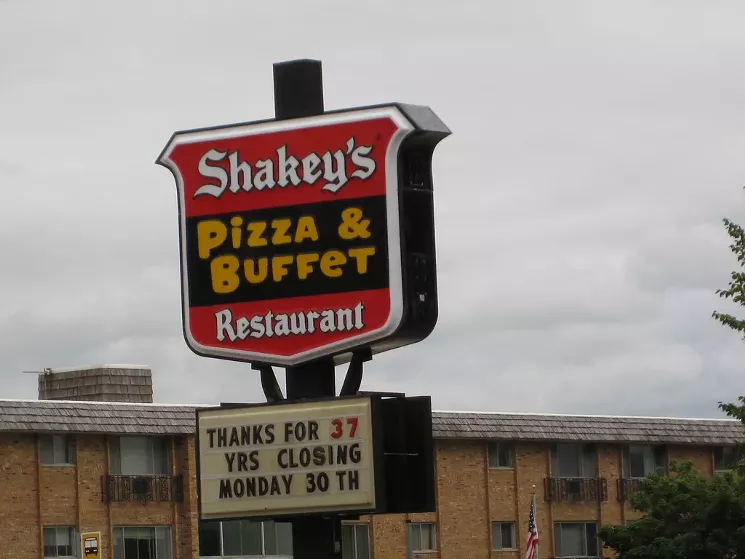 Shakey's
Pizza &
Buffet
Restaurant
THANKS FOR 37
YRS CLOSING
MONDAY 30 TH